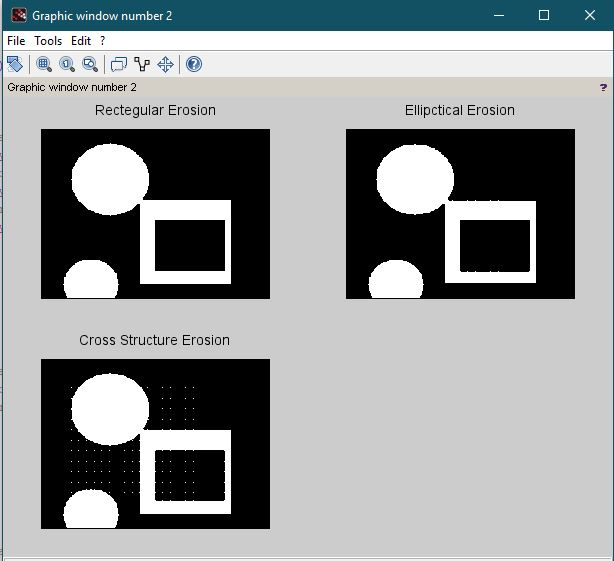 Graphic window number 2
File Tools Edit ?
Graphic window number 2 ?
Rectegular Erosion
Ellipctical Erosion
Cross Structure Erosion